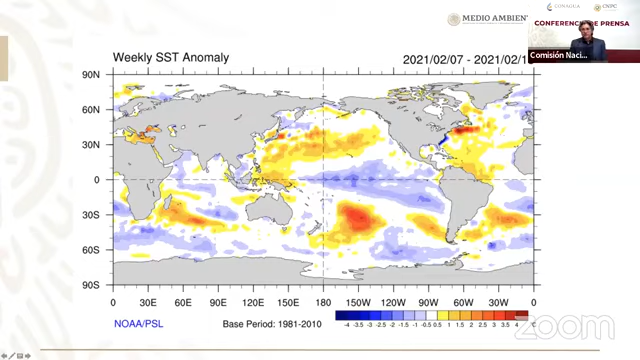 CONAGUA
CNPC
MEDIO AMBIENT
CONFERENCIA DE PRENSA
Comisión Naci...
Weekly SST Anomaly
2021/02/07 - 2021/02/1
90N
60N
30N
0
30S
60S
90S
0 30E 60E 90E 120E 150E 180 150W 120W 90W 60W 30W 0
NOAA/PSL
Base Period: 1981-2010
-4 -3.5 -3 -2.5 -2 -1.5 -1 -0.5 0.5 1 1.5 2 2.5 3 3.5 4 °C
zoom